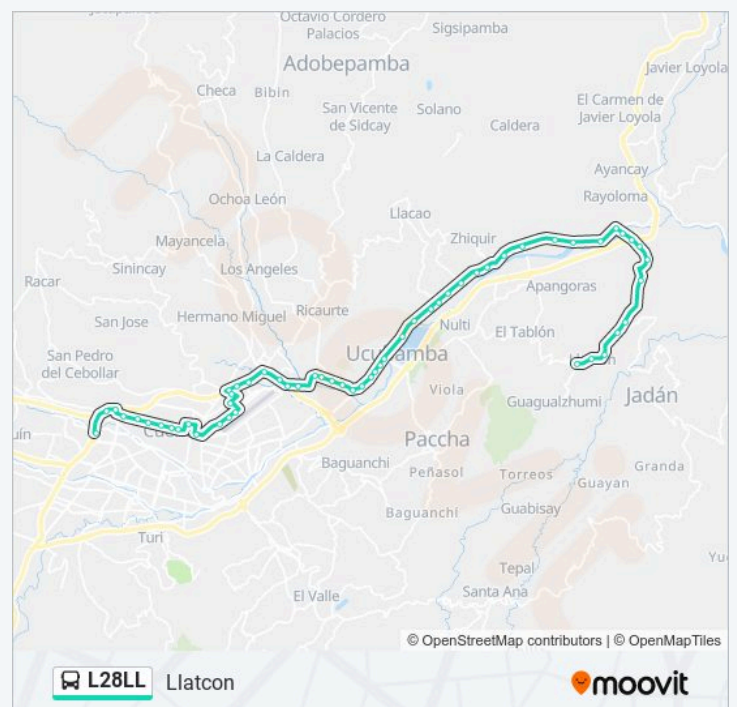 Octavio Cordero
Palacios
Sigsipamba
Adobepamba
Javier Loyola
Checa
Bibin
San Vicente
de Sidcay
Solano
El Carmen de
Javier Loyola
Caldera
La Caldera
Ayancay
Rayoloma
Ochoa León
Llacao
Mayancela
Zhiquir
Sinincay
Los Angeles
Racar
Apangoras
San Jose
Hermano Miguel
Ricaurte
Nulti
El Tablón
San Pedro
del Cebollar
Viola
Guagualzhumi
Jadán
Paccha
Baguanchi
Peñasol
Torreos
Granda
Guayan
Baguanchi
Guabisay
Turi
Tepal
El Valle
Santa Ana
© OpenStreetMap contributors | © OpenMapTiles
L28LL Llatcon
moovit